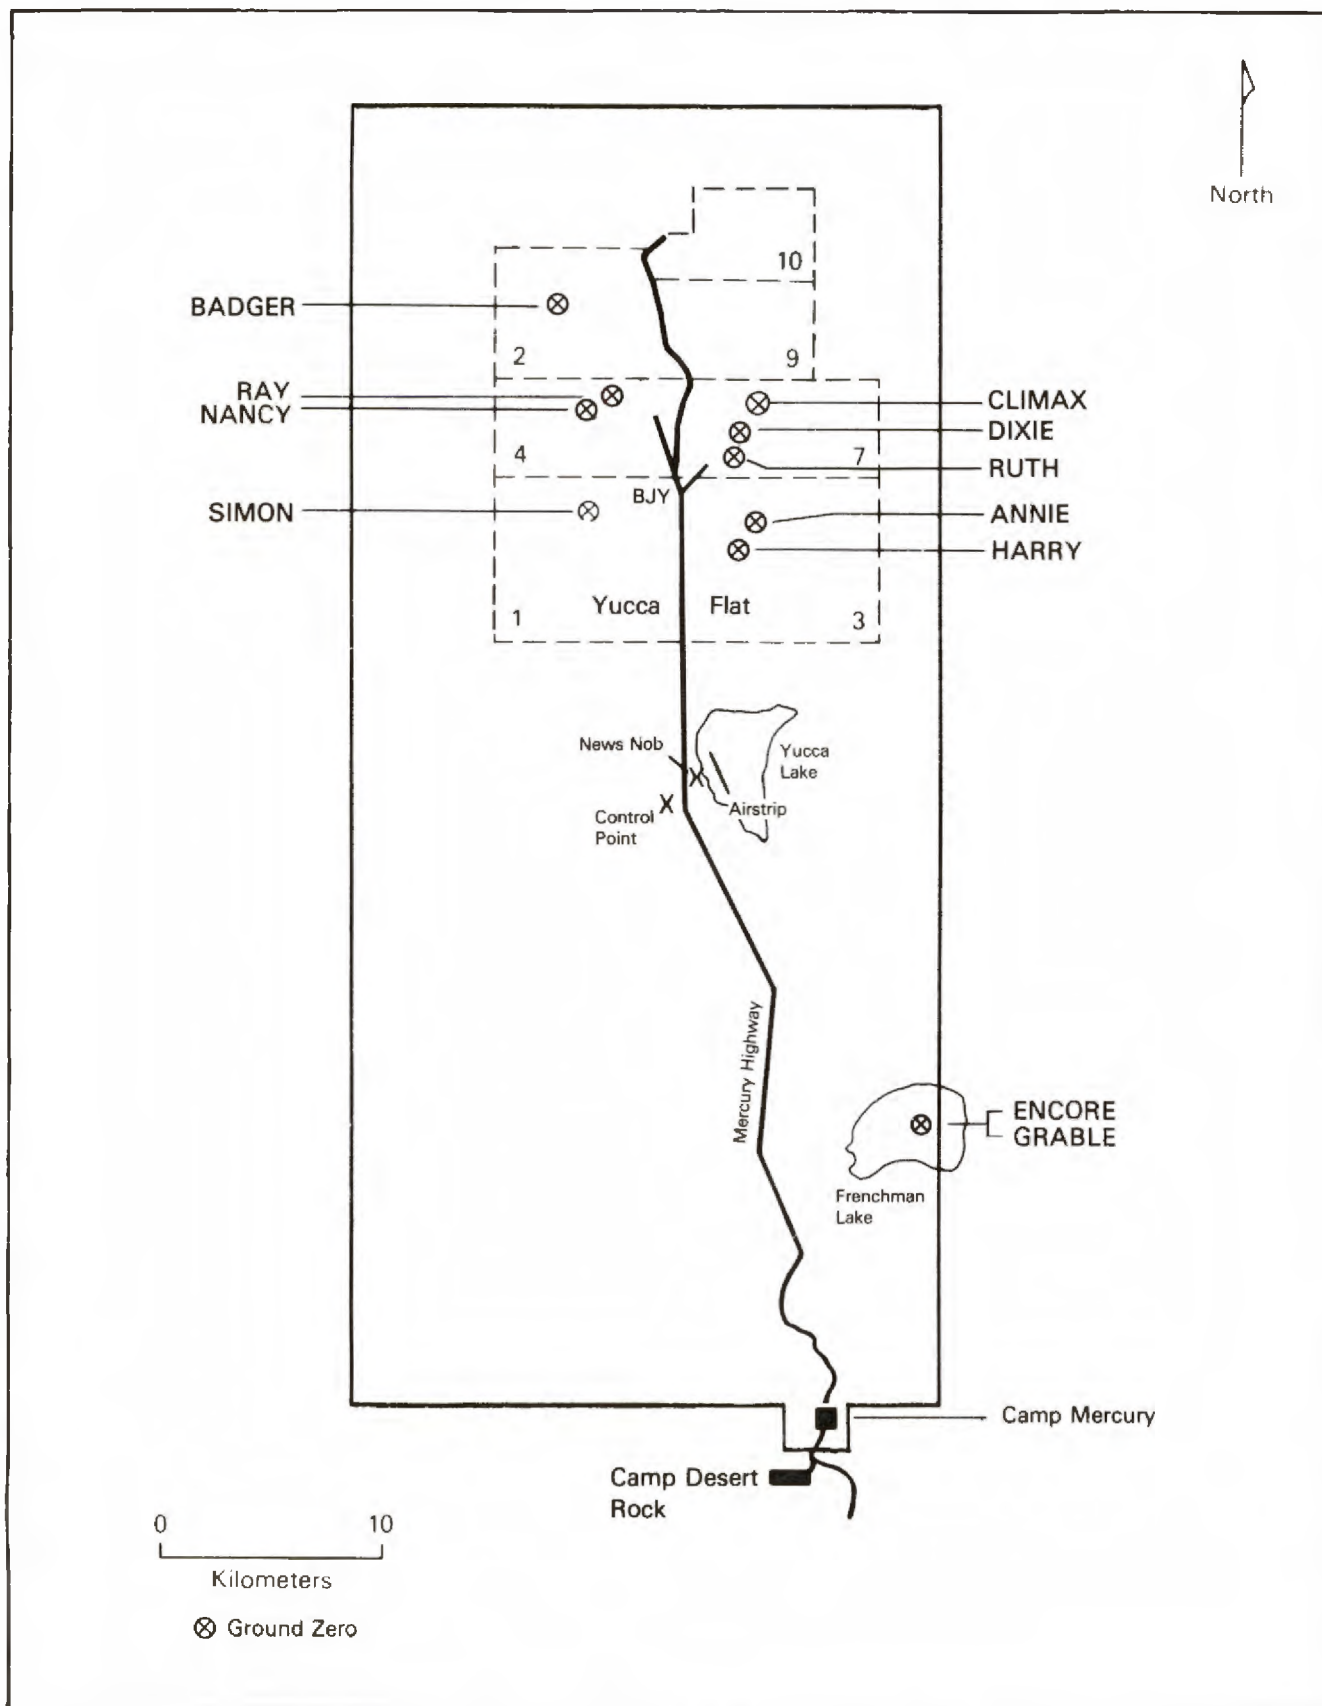 North
10
BADGER
2
9
RAY
NANCY
CLIMAX
DIXIE
4
7
RUTH
BJY
SIMON
ANNIE
HARRY
Yucca Flat
1
3
News Nob
Yucca
Lake
X
X
Airstrip
Control
Point
Mercury Highway
ENCORE
GRABLE
Frenchman
Lake
Camp Mercury
Camp Desert
Rock
0 10
Kilometers
Ground Zero